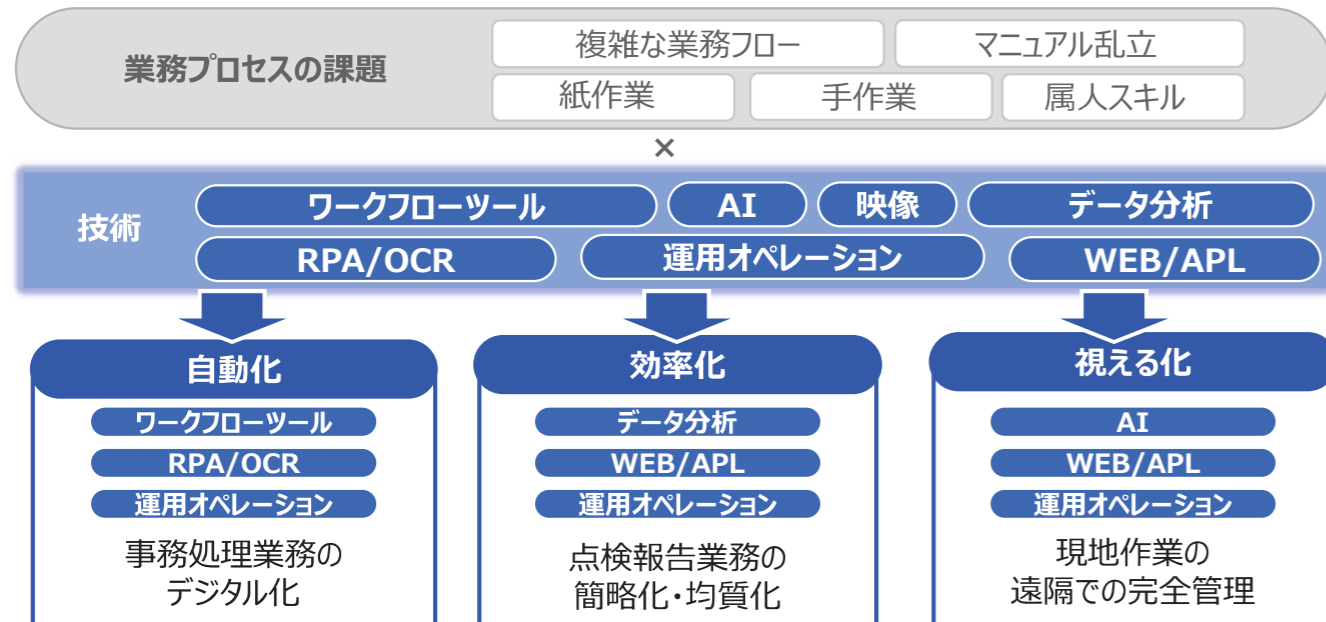 業務プロセスの課題
複雑な業務フロー
マニュアル乱立
紙作業
手作業
属人スキル
×
技術
ワークフローツール
AI
映像
データ分析
RPA/OCR
運用オペレーション
WEB/APL
自動化
ワークフローツール
RPA/OCR
運用オペレーション
事務処理業務の
デジタル化
効率化
データ分析
WEB/APL
運用オペレーション
点検報告業務の
簡略化・均質化
視える化
AI
WEB/APL
運用オペレーション
現地作業の
遠隔での完全管理